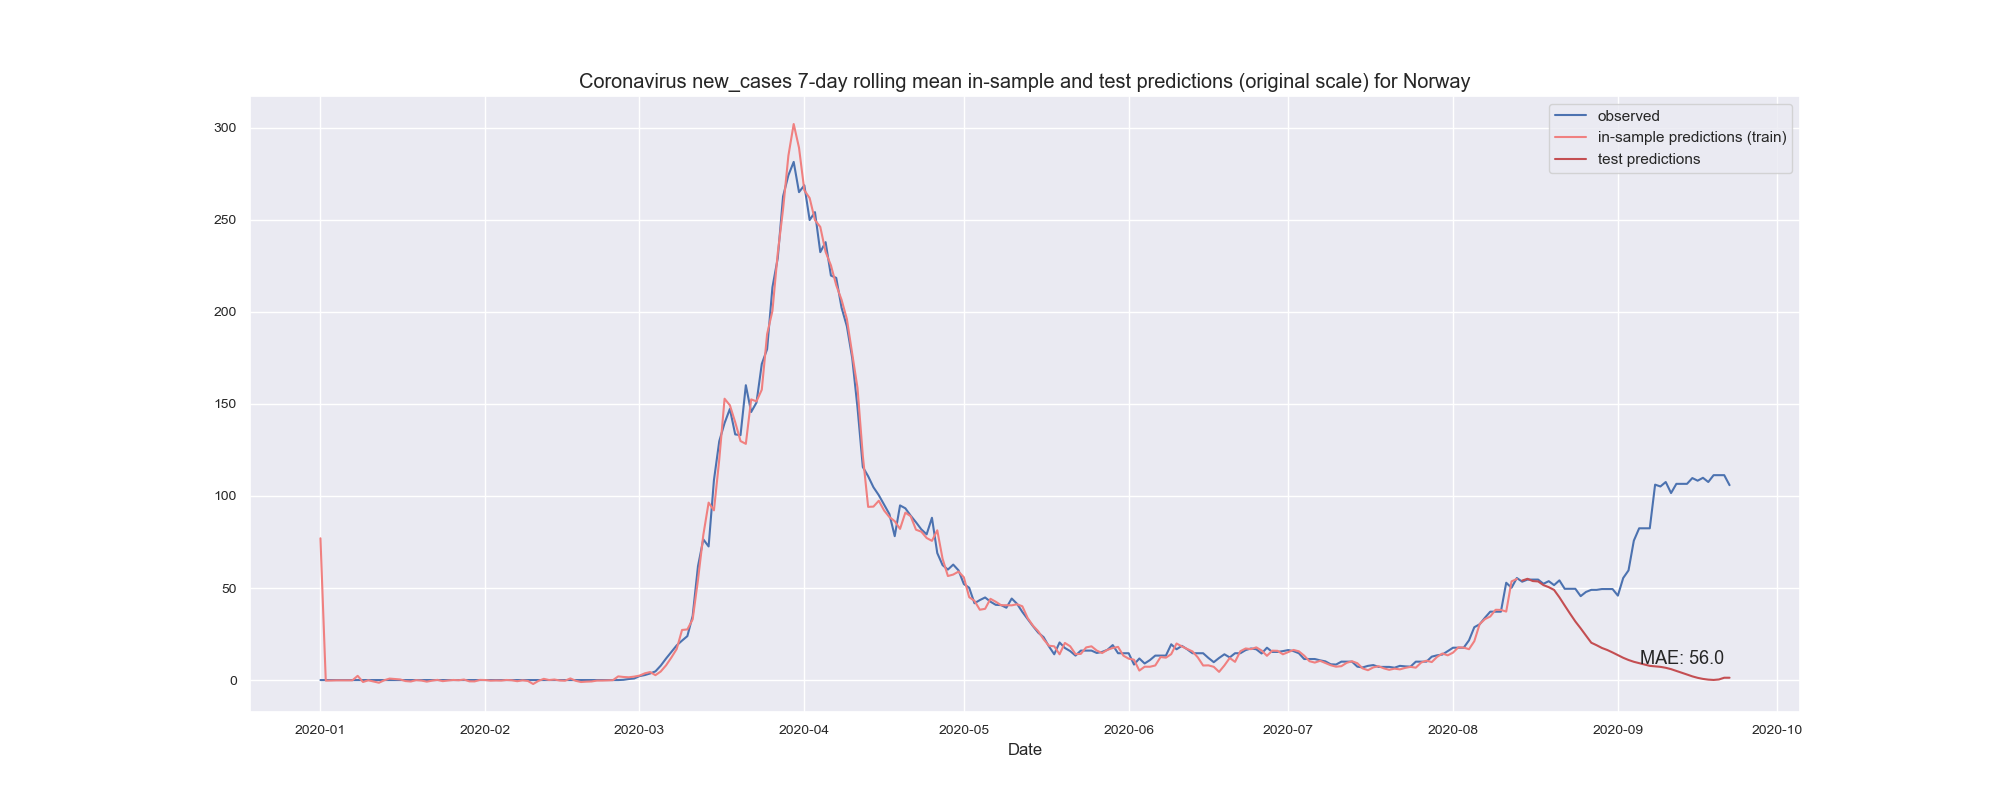 Coronavirus new_cases 7-day rolling mean in-sample and test predictions (original scale) for Norway
observed
in-sample predictions (train)
test predictions
300
250
200
150
100
50
0
MAE: 56.0
2020-01 2020-02 2020-03 2020-04 2020-05 2020-06 2020-07 2020-08 2020-09 2020-10
Date